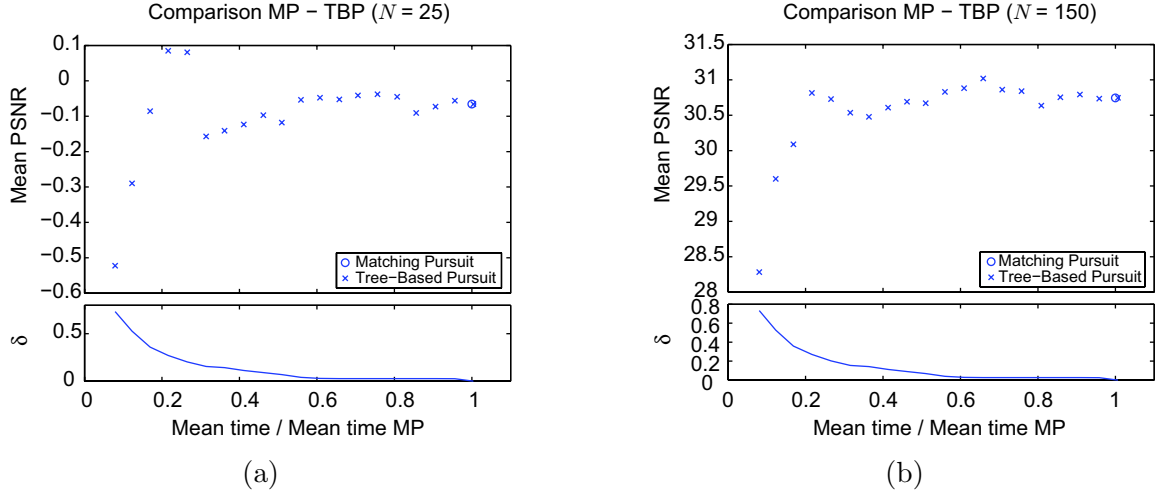 Comparison MP − TBP (N = 25)
Mean PSNR
0.1
0
−0.1
−0.2
−0.3
−0.4
−0.5
−0.6
Matching Pursuit
Tree−Based Pursuit
δ
0.5
0
0 0.2 0.4 0.6 0.8 1
Mean time / Mean time MP
(a)
Comparison MP − TBP (N = 150)
Mean PSNR
31.5
31
30.5
30
29.5
29
28.5
28
Matching Pursuit
Tree−Based Pursuit
δ
0.8
0.6
0.4
0.2
0
0 0.2 0.4 0.6 0.8 1
Mean time / Mean time MP
(b)